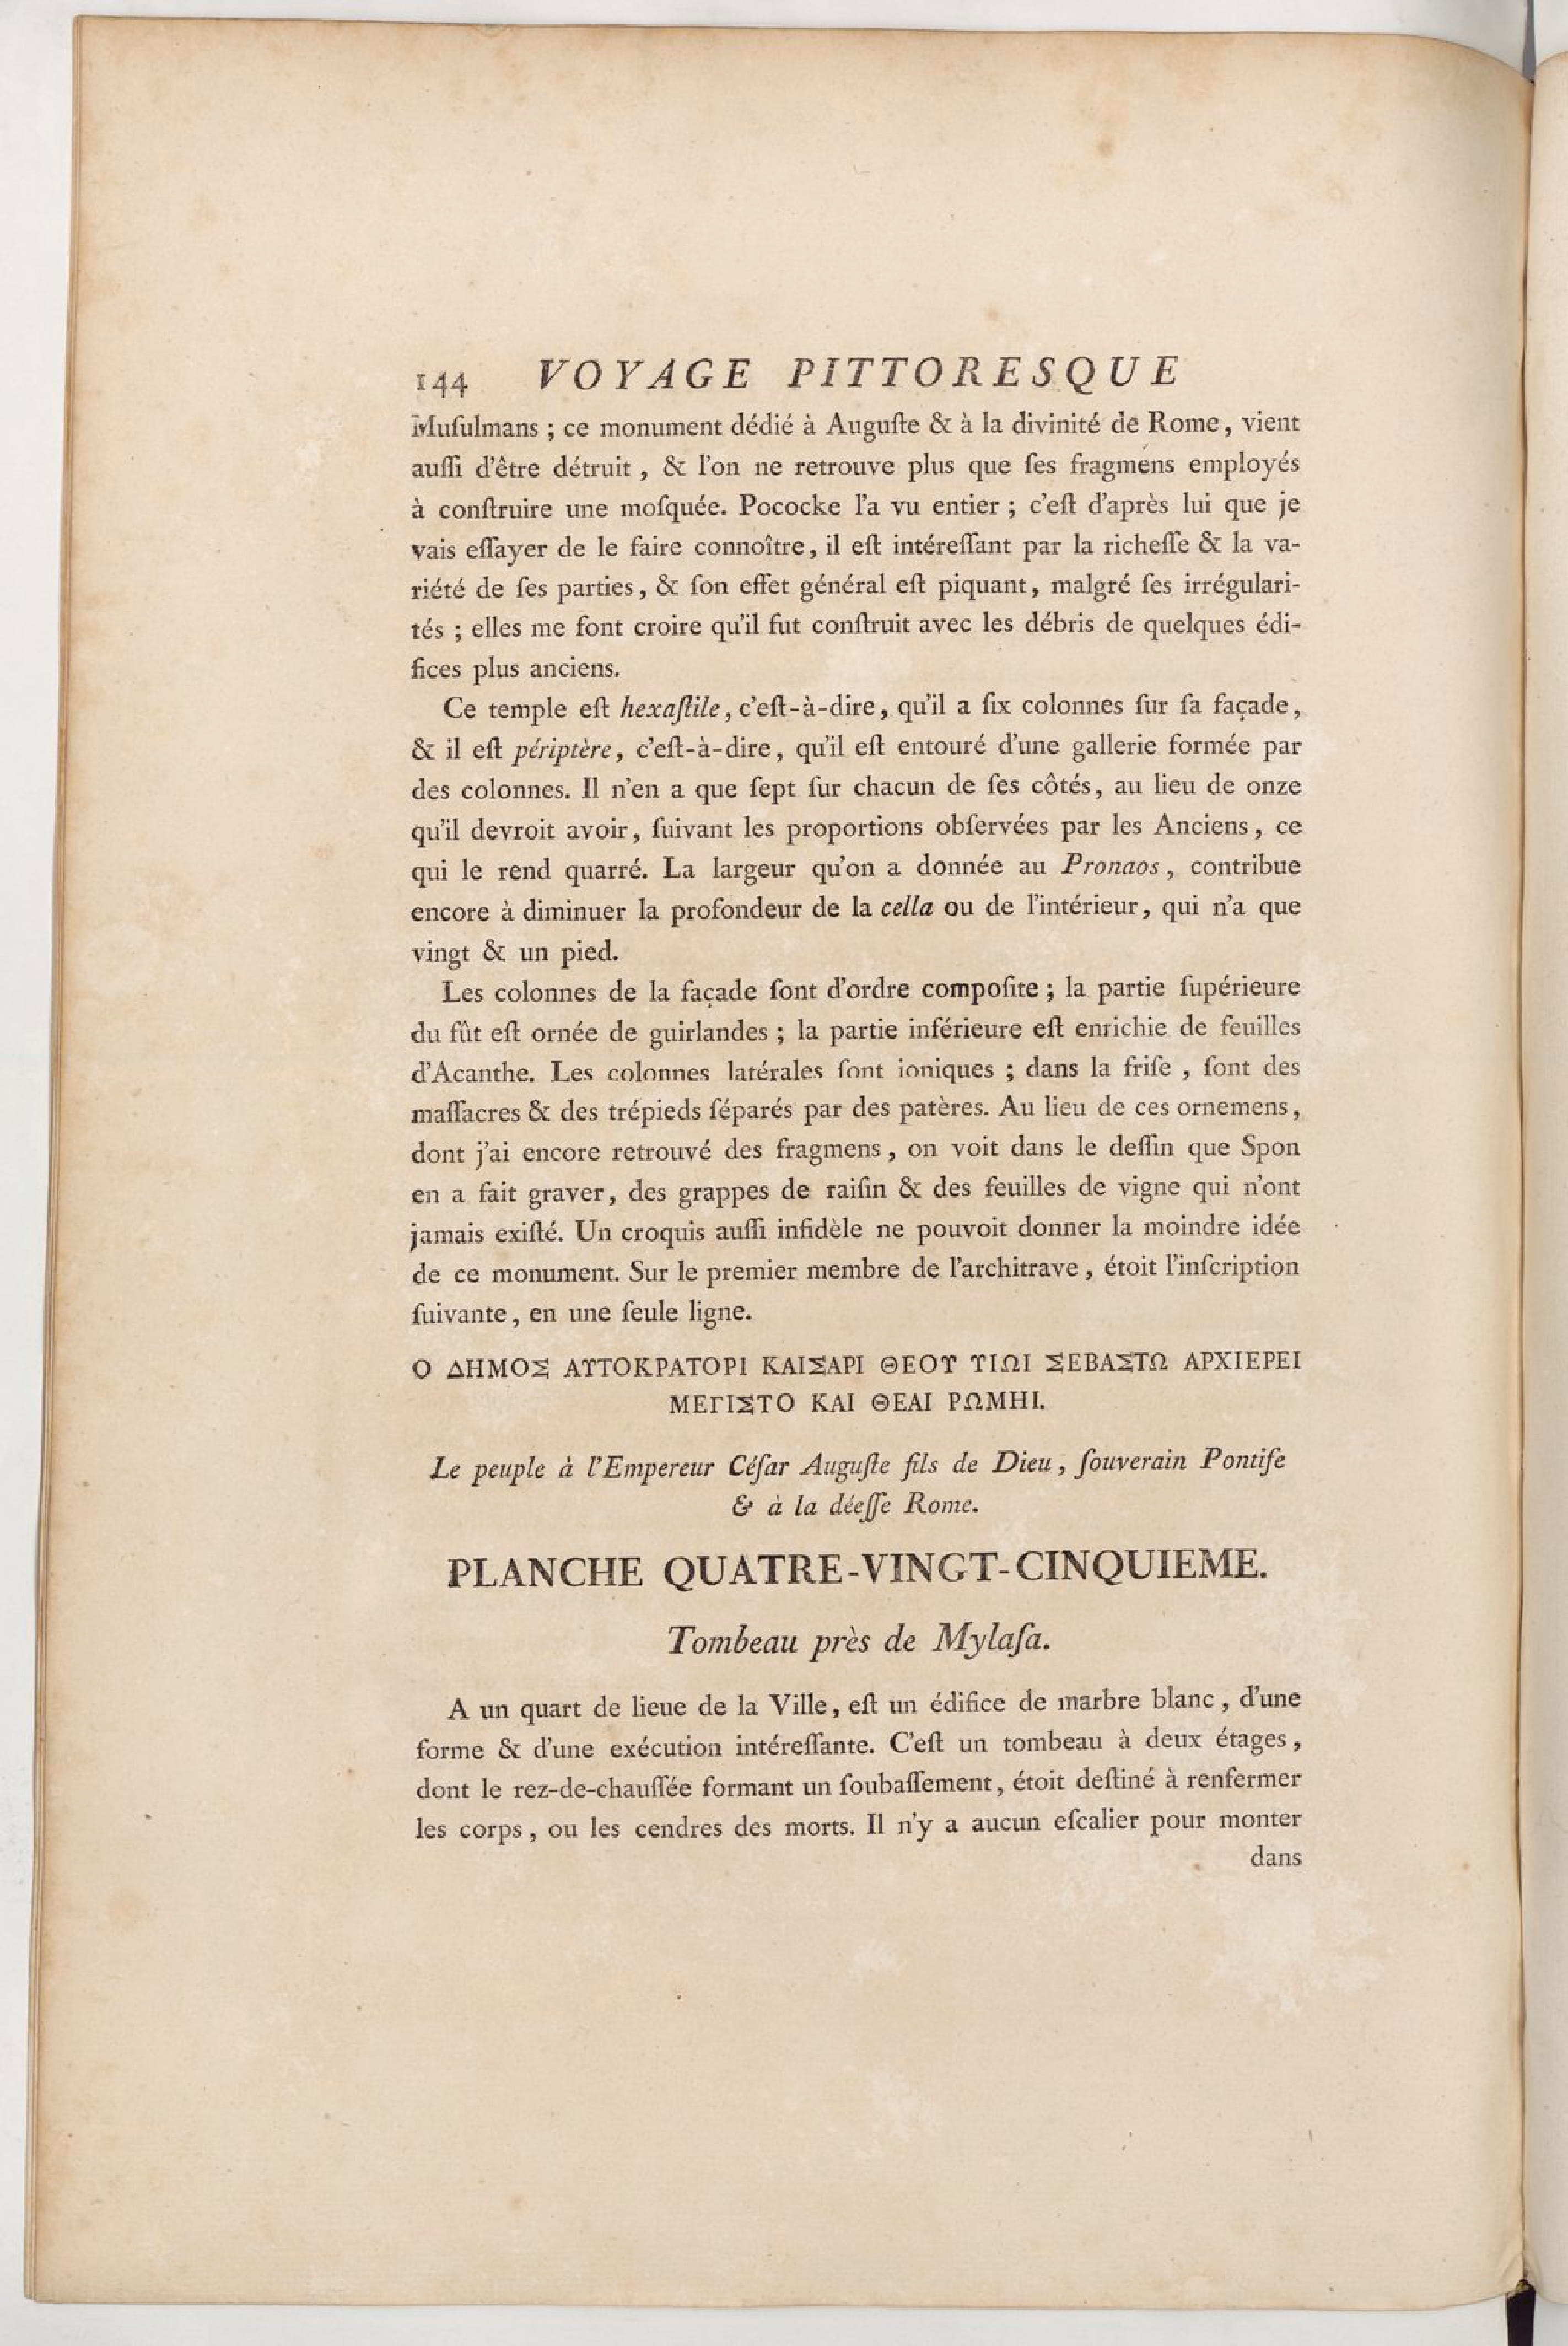 144 VOYAGE PITTORESQUE
Muſulmans ; ce monument dédié à Auguſte & à la divinité de Rome, vient
auſſi d'être détruit, & l'on ne retrouve plus que ſes fragmens employés
à conſtruire une moſquée. Pococke l'a vu entier ; c'eſt d'après lui que je
vais eſſayer de le faire connoître, il eſt intéreſſant par la richeſſe & la va-
riété de ſes parties, & ſon effet général eſt piquant, malgré ſes irrégulari-
tés ; elles me font croire qu'il fut conſtruit avec les débris de quelques édi-
fices plus anciens.
Ce temple eſt hexaſtile, c'eſt-à-dire, qu'il a ſix colonnes ſur ſa façade,
& il eſt périptère, c'eſt-à-dire, qu'il eſt entouré d'une gallerie formée par
des colonnes. Il n'en a que ſept ſur chacun de ſes côtés, au lieu de onze
qu'il devroit avoir, ſuivant les proportions obſervées par les Anciens, ce
qui le rend quarré. La largeur qu'on a donnée au Pronaos, contribue
encore à diminuer la profondeur de la cella ou de l'intérieur, qui n'a que
vingt & un pied.
Les colonnes de la façade ſont d'ordre compoſite ; la partie ſupérieure
du fût eſt ornée de guirlandes ; la partie inférieure eſt enrichie de feuilles
d'Acanthe. Les colonnes latérales ſont ioniques ; dans la friſe, ſont des
maſſacres & des trépieds ſéparés par des patères. Au lieu de ces ornemens,
dont j'ai encore retrouvé des fragmens, on voit dans le deſſin que Spon
en a fait graver, des grappes de raiſin & des feuilles de vigne qui n'ont
jamais exiſté. Un croquis auſſi infidèle ne pouvoit donner la moindre idée
de ce monument. Sur le premier membre de l'architrave, étoit l'inſcription
ſuivante, en une ſeule ligne.
Ο ΔΗΜΟΣ ΑΥΤΟΚΡΑΤΟΡΙ ΚΑΙΣΑΡΙ ΘΕΟΥ ΥΙΩΙ ΣΕΒΑΣΤΩ ΑΡΧΙΕΡΕΙ
ΜΕΓΙΣΤΟ ΚΑΙ ΘΕΑΙ ΡΩΜΗΙ.
Le peuple à l'Empereur Céſar Auguſte fils de Dieu, ſouverain Pontife
& à la déeſſe Rome.
PLANCHE QUATRE-VINGT-CINQUIEME.
Tombeau près de Mylaſa.
A un quart de lieue de la Ville, eſt un édifice de marbre blanc, d'une
forme & d'une exécution intéreſſante. C'eſt un tombeau à deux étages,
dont le rez-de-chauſſée formant un ſoubaſſement, étoit deſtiné à renfermer
les corps, ou les cendres des morts. Il n'y a aucun eſcalier pour monter
dans